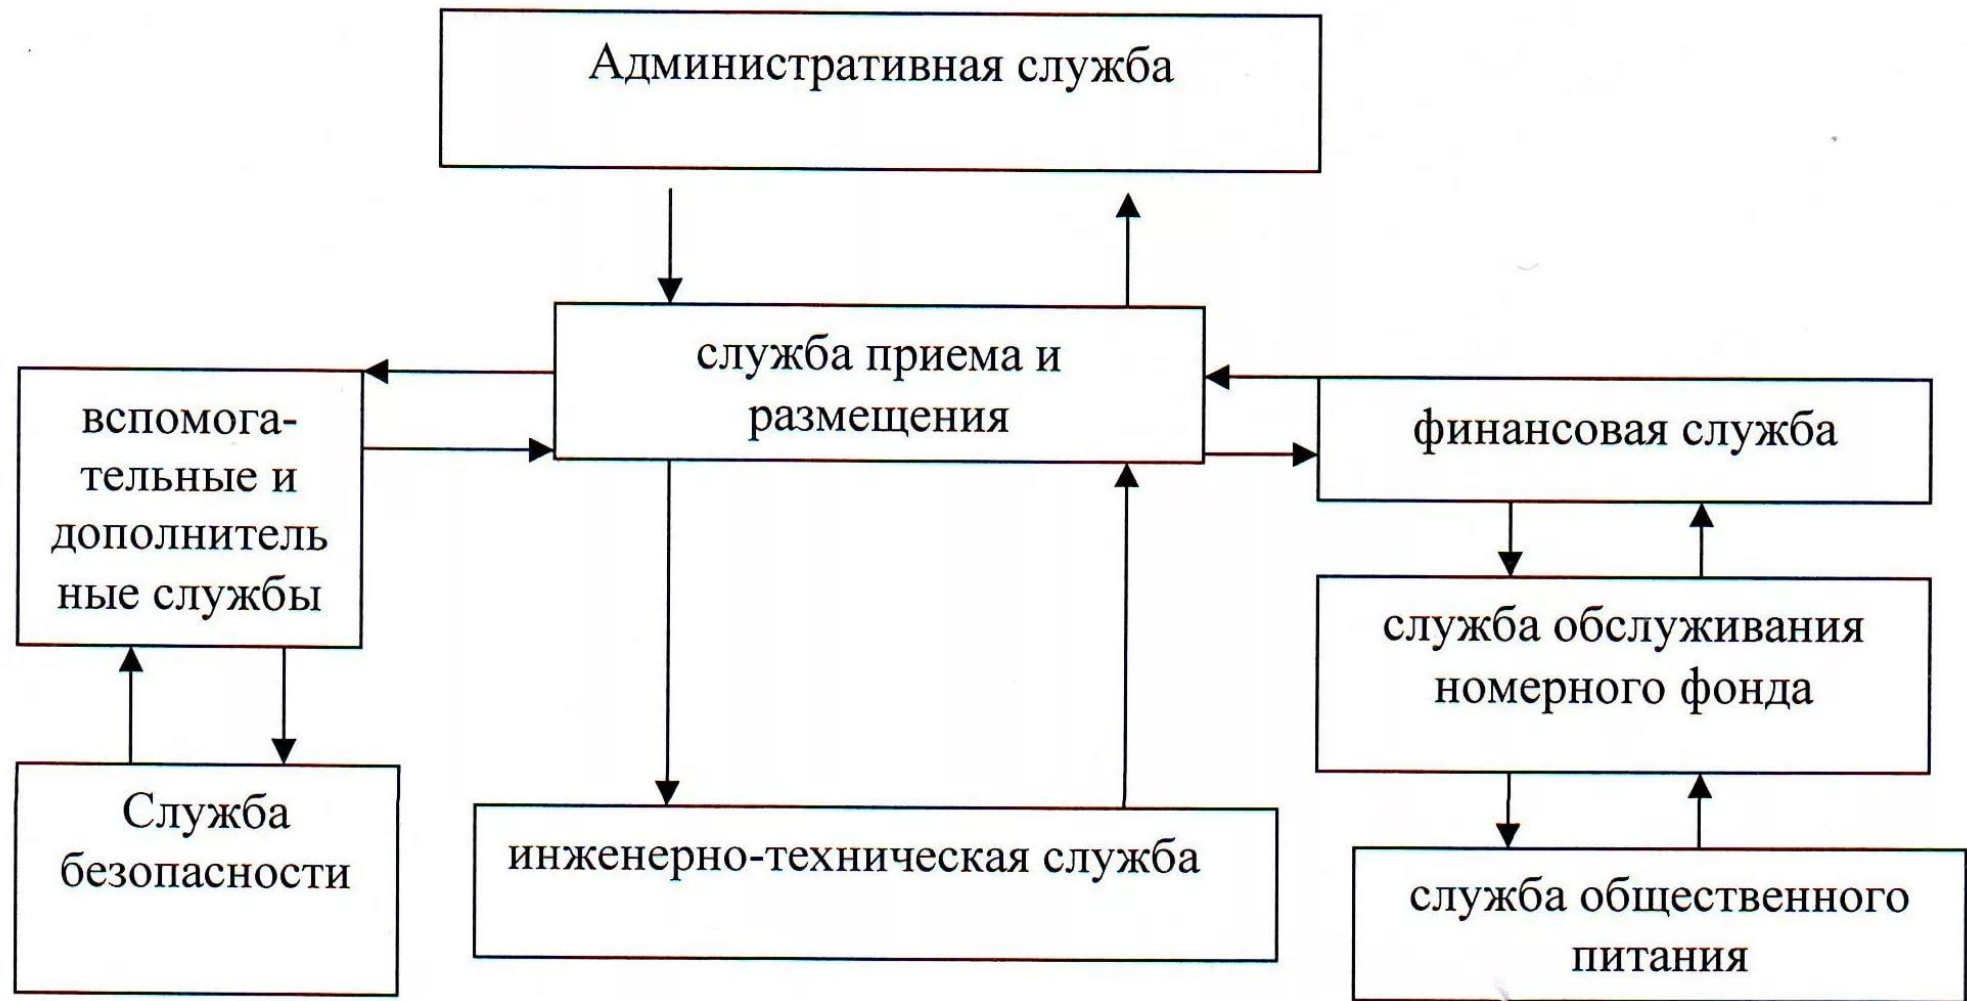 Административная служба
служба приема и
размещения
вспомога-
тельные и
дополнитель
ные службы
финансовая служба
служба обслуживания
номерного фонда
Служба
безопасности
инженерно-техническая служба
служба общественного
питания